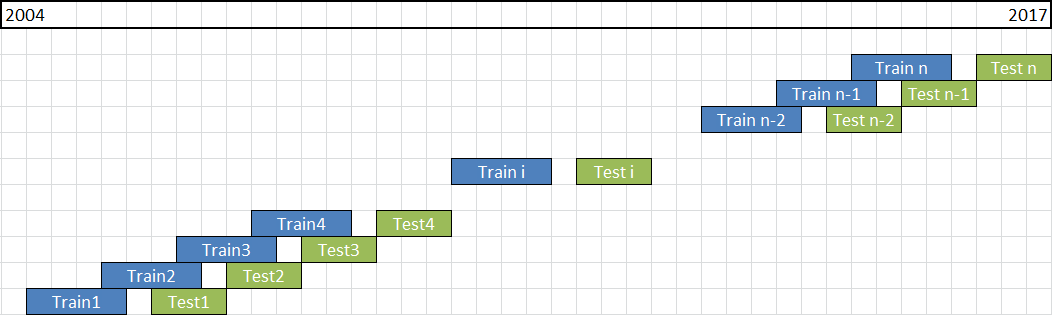 2004 2017
Train n Test n
Train n-1 Test n-1
Train n-2 Test n-2
Train i Test i
Train4 Test4
Train3 Test3
Train2 Test2
Train1 Test1